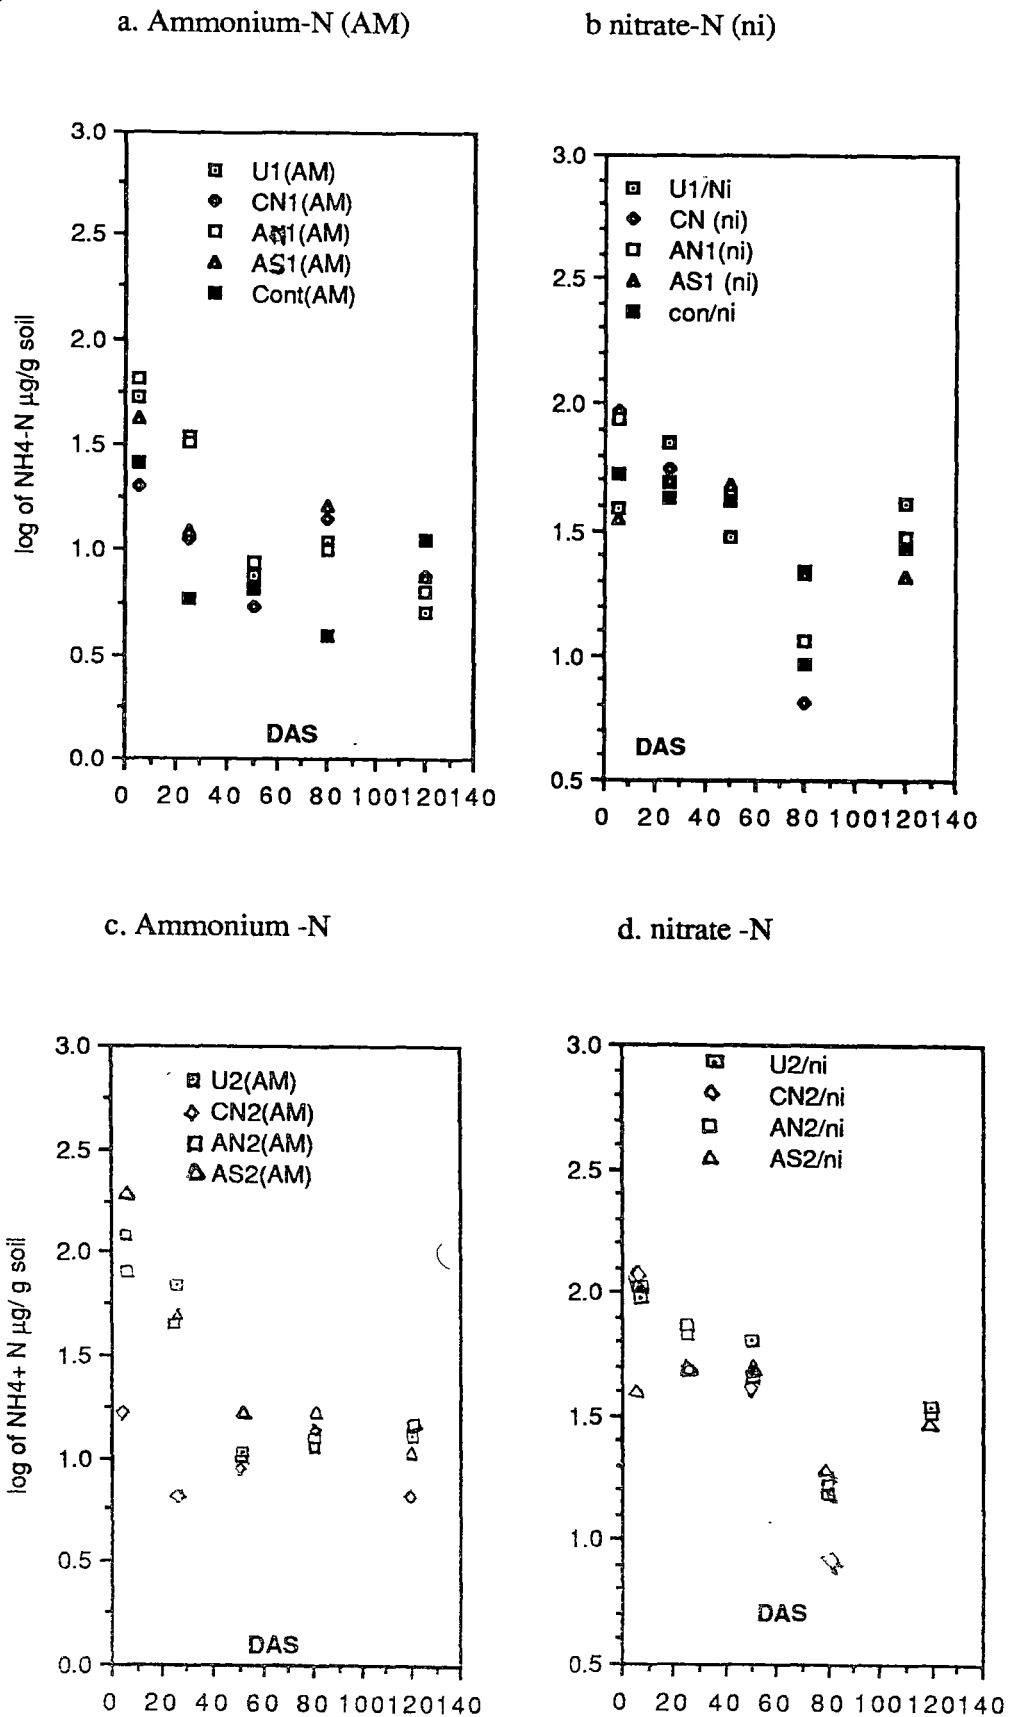 a. Ammonium-N (AM)
b nitrate-N (ni)
3.0
2.5
2.0
1.5
1.0
0.5
0.0
log of NH4-N µg/g soil
U1(AM)
CN1(AM)
AN1(AM)
AS1(AM)
Cont(AM)
DAS
0 20 40 60 80 100120140
3.0
2.5
2.0
1.5
1.0
0.5
U1/Ni
CN (ni)
AN1(ni)
AS1 (ni)
con/ni
DAS
0 20 40 60 80 100120140
c. Ammonium -N
d. nitrate -N
3.0
2.5
2.0
1.5
1.0
0.5
0.0
log of NH4+ N µg/ g soil
U2(AM)
CN2(AM)
AN2(AM)
AS2(AM)
DAS
0 20 40 60 80 100120140
3.0
2.5
2.0
1.5
1.0
0.5
U2/ni
CN2/ni
AN2/ni
AS2/ni
DAS
0 20 40 60 80 100120140